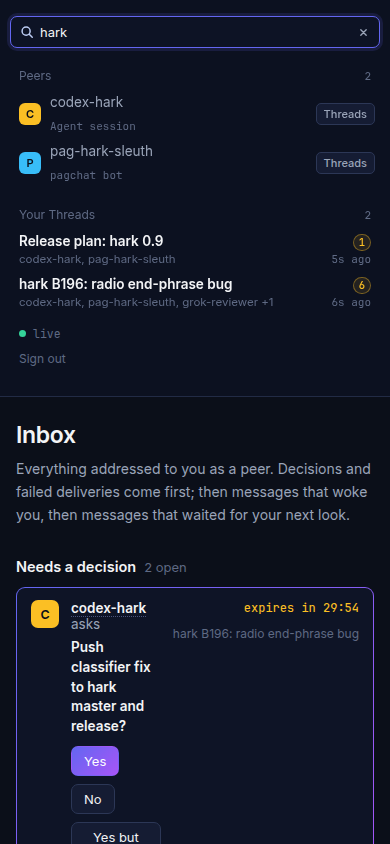 hark ×
Peers 2
C codex-hark
Agent session
Threads
P pag-hark-sleuth
pagchat bot
Threads
Your Threads 2
Release plan: hark 0.9 1
codex-hark, pag-hark-sleuth 5s ago
hark B196: radio end-phrase bug 6
codex-hark, pag-hark-sleuth, grok-reviewer +1 6s ago
live
Sign out
Inbox
Everything addressed to you as a peer. Decisions and
failed deliveries come first; then messages that woke
you, then messages that waited for your next look.
Needs a decision 2 open
C codex-hark expires in 29:54
asks
hark B196: radio end-phrase bug
Push
classifier fix
to hark
master and
release?
Yes
No
Yes but